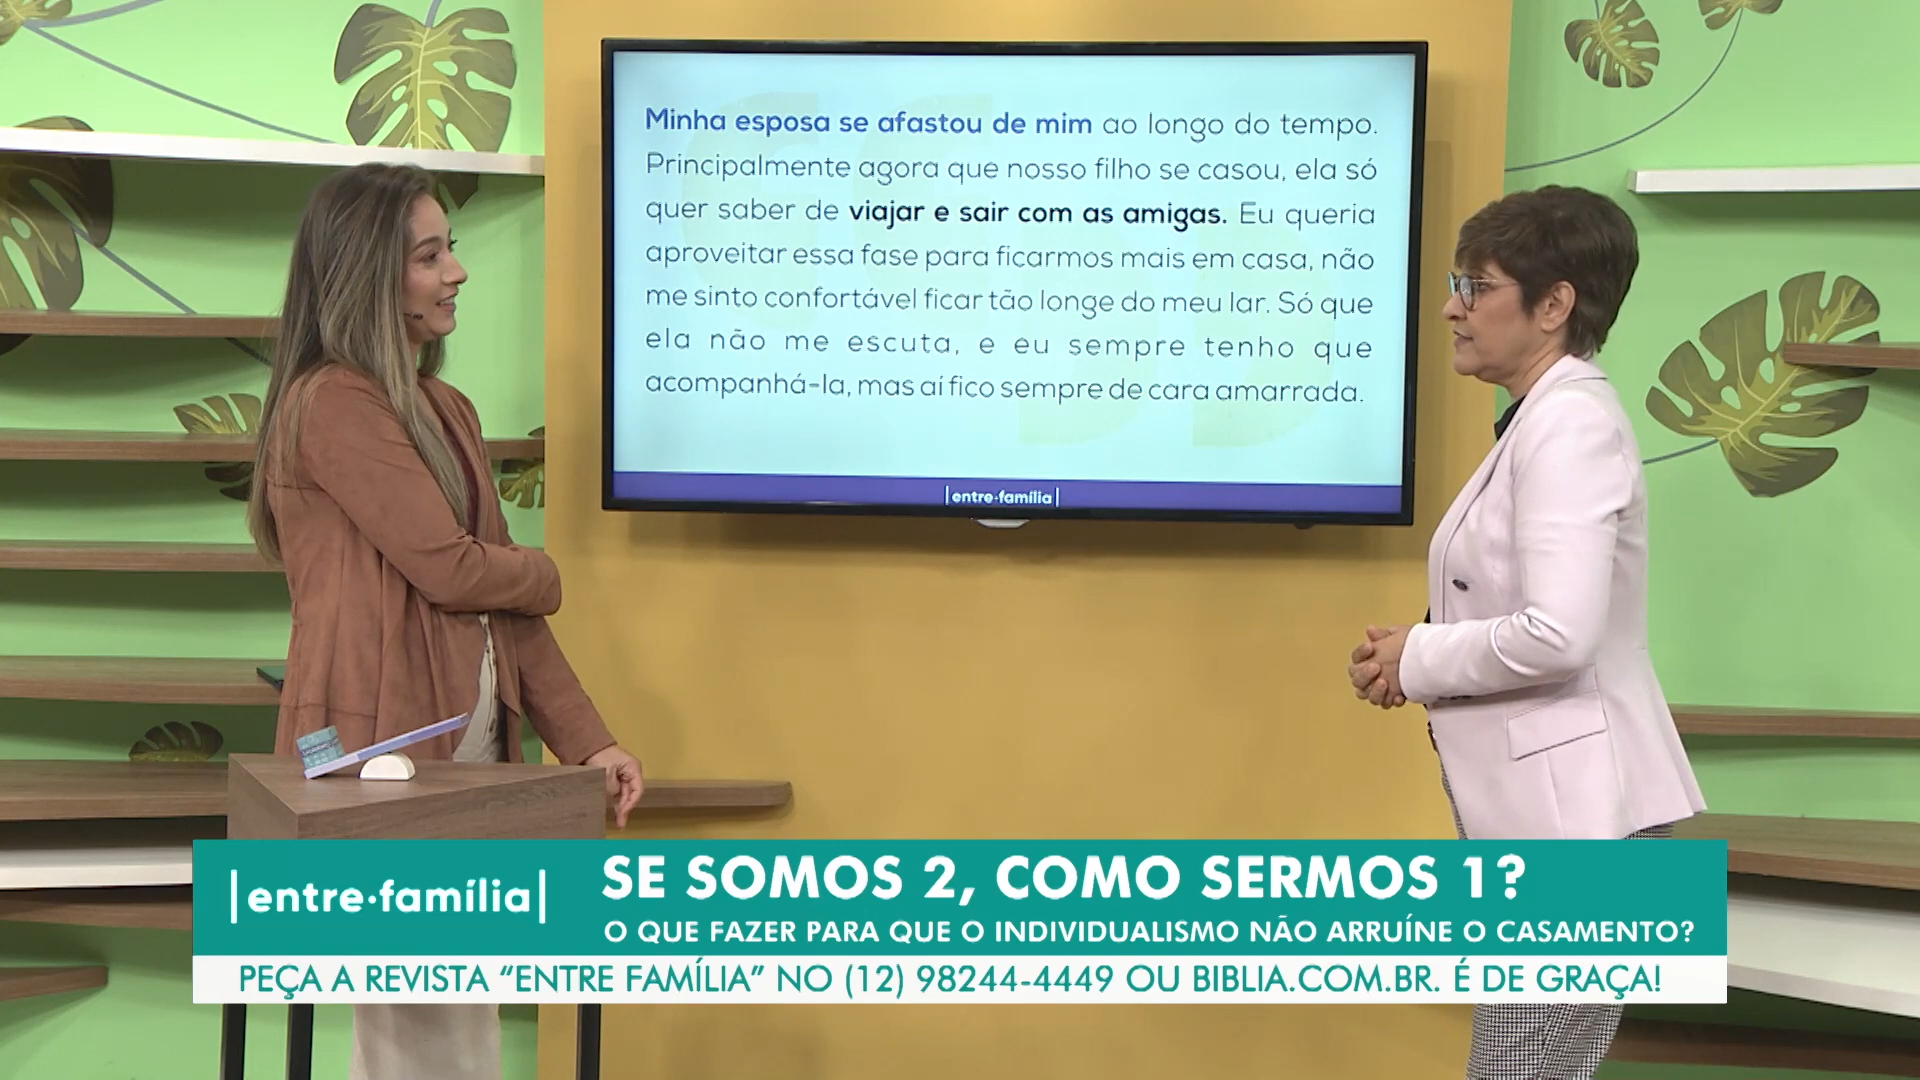 Minha esposa se afastou de mim ao longo do tempo.
Principalmente agora que nosso filho se casou, ela só
quer saber de viajar e sair com as amigas. Eu queria
aproveitar essa fase para ficarmos mais em casa, não
me sinto confortável ficar tão longe do meu lar. Só que
ela não me escuta, e eu sempre tenho que
acompanhá-la, mas aí fico sempre de cara amarrada.
|entre·família|
|entre·família|
SE SOMOS 2, COMO SERMOS 1?
O QUE FAZER PARA QUE O INDIVIDUALISMO NÃO ARRUÍNE O CASAMENTO?
PEÇA A REVISTA “ENTRE FAMÍLIA” NO (12) 98244-4449 OU BIBLIA.COM.BR. É DE GRAÇA!